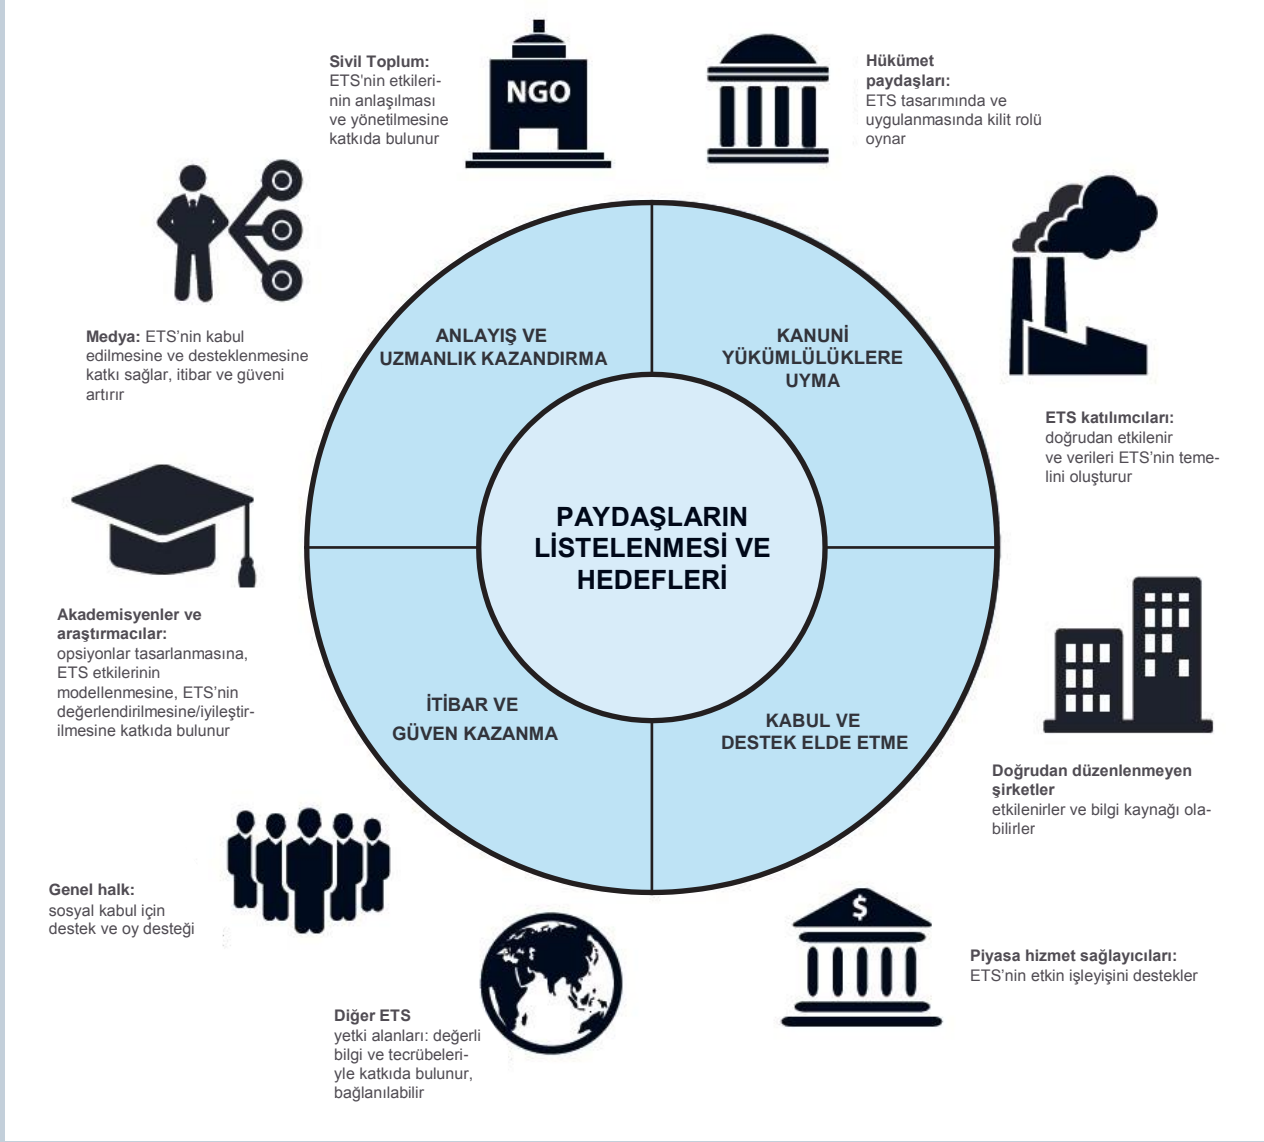 Sivil Toplum:
ETS’nin etkileri-
nin anlaşılması
ve yönetilmesine
katkıda bulunur
NGO
Hükümet
paydaşları:
ETS tasarımında ve
uygulanmasında kilit rolü
oynar
Medya: ETS’nin kabul
edilmesine ve desteklenmesine
katkı sağlar, itibar ve güveni
artırır
ANLAYIŞ VE
UZMANLIK KAZANDIRMA
KANUNİ
YÜKÜMLÜLÜKLERE
UYMA
ETS katılımcıları:
doğrudan etkilenir
ve verileri ETS’nin teme-
lini oluşturur
PAYDAŞLARIN
LİSTELENMESİ VE
HEDEFLERİ
Akademisyenler ve
araştırmacılar:
opsiyonlar tasarlanmasına,
ETS etkilerinin
modellenmesine, ETS’nin
değerlendirilmesine/iyileştir-
ilmesine katkıda bulunur
İTİBAR VE
GÜVEN KAZANMA
KABUL VE
DESTEK ELDE ETME
Doğrudan düzenlenmeyen
şirketler
etkilenirler ve bilgi kaynağı ola-
bilirler
Genel halk:
sosyal kabul için
destek ve oy desteği
$
Piyasa hizmet sağlayıcıları:
ETS’nin etkin işleyişini destekler
Diğer ETS
yetki alanları: değerli
bilgi ve tecrübeleri-
yle katkıda bulunur,
bağlanılabilir